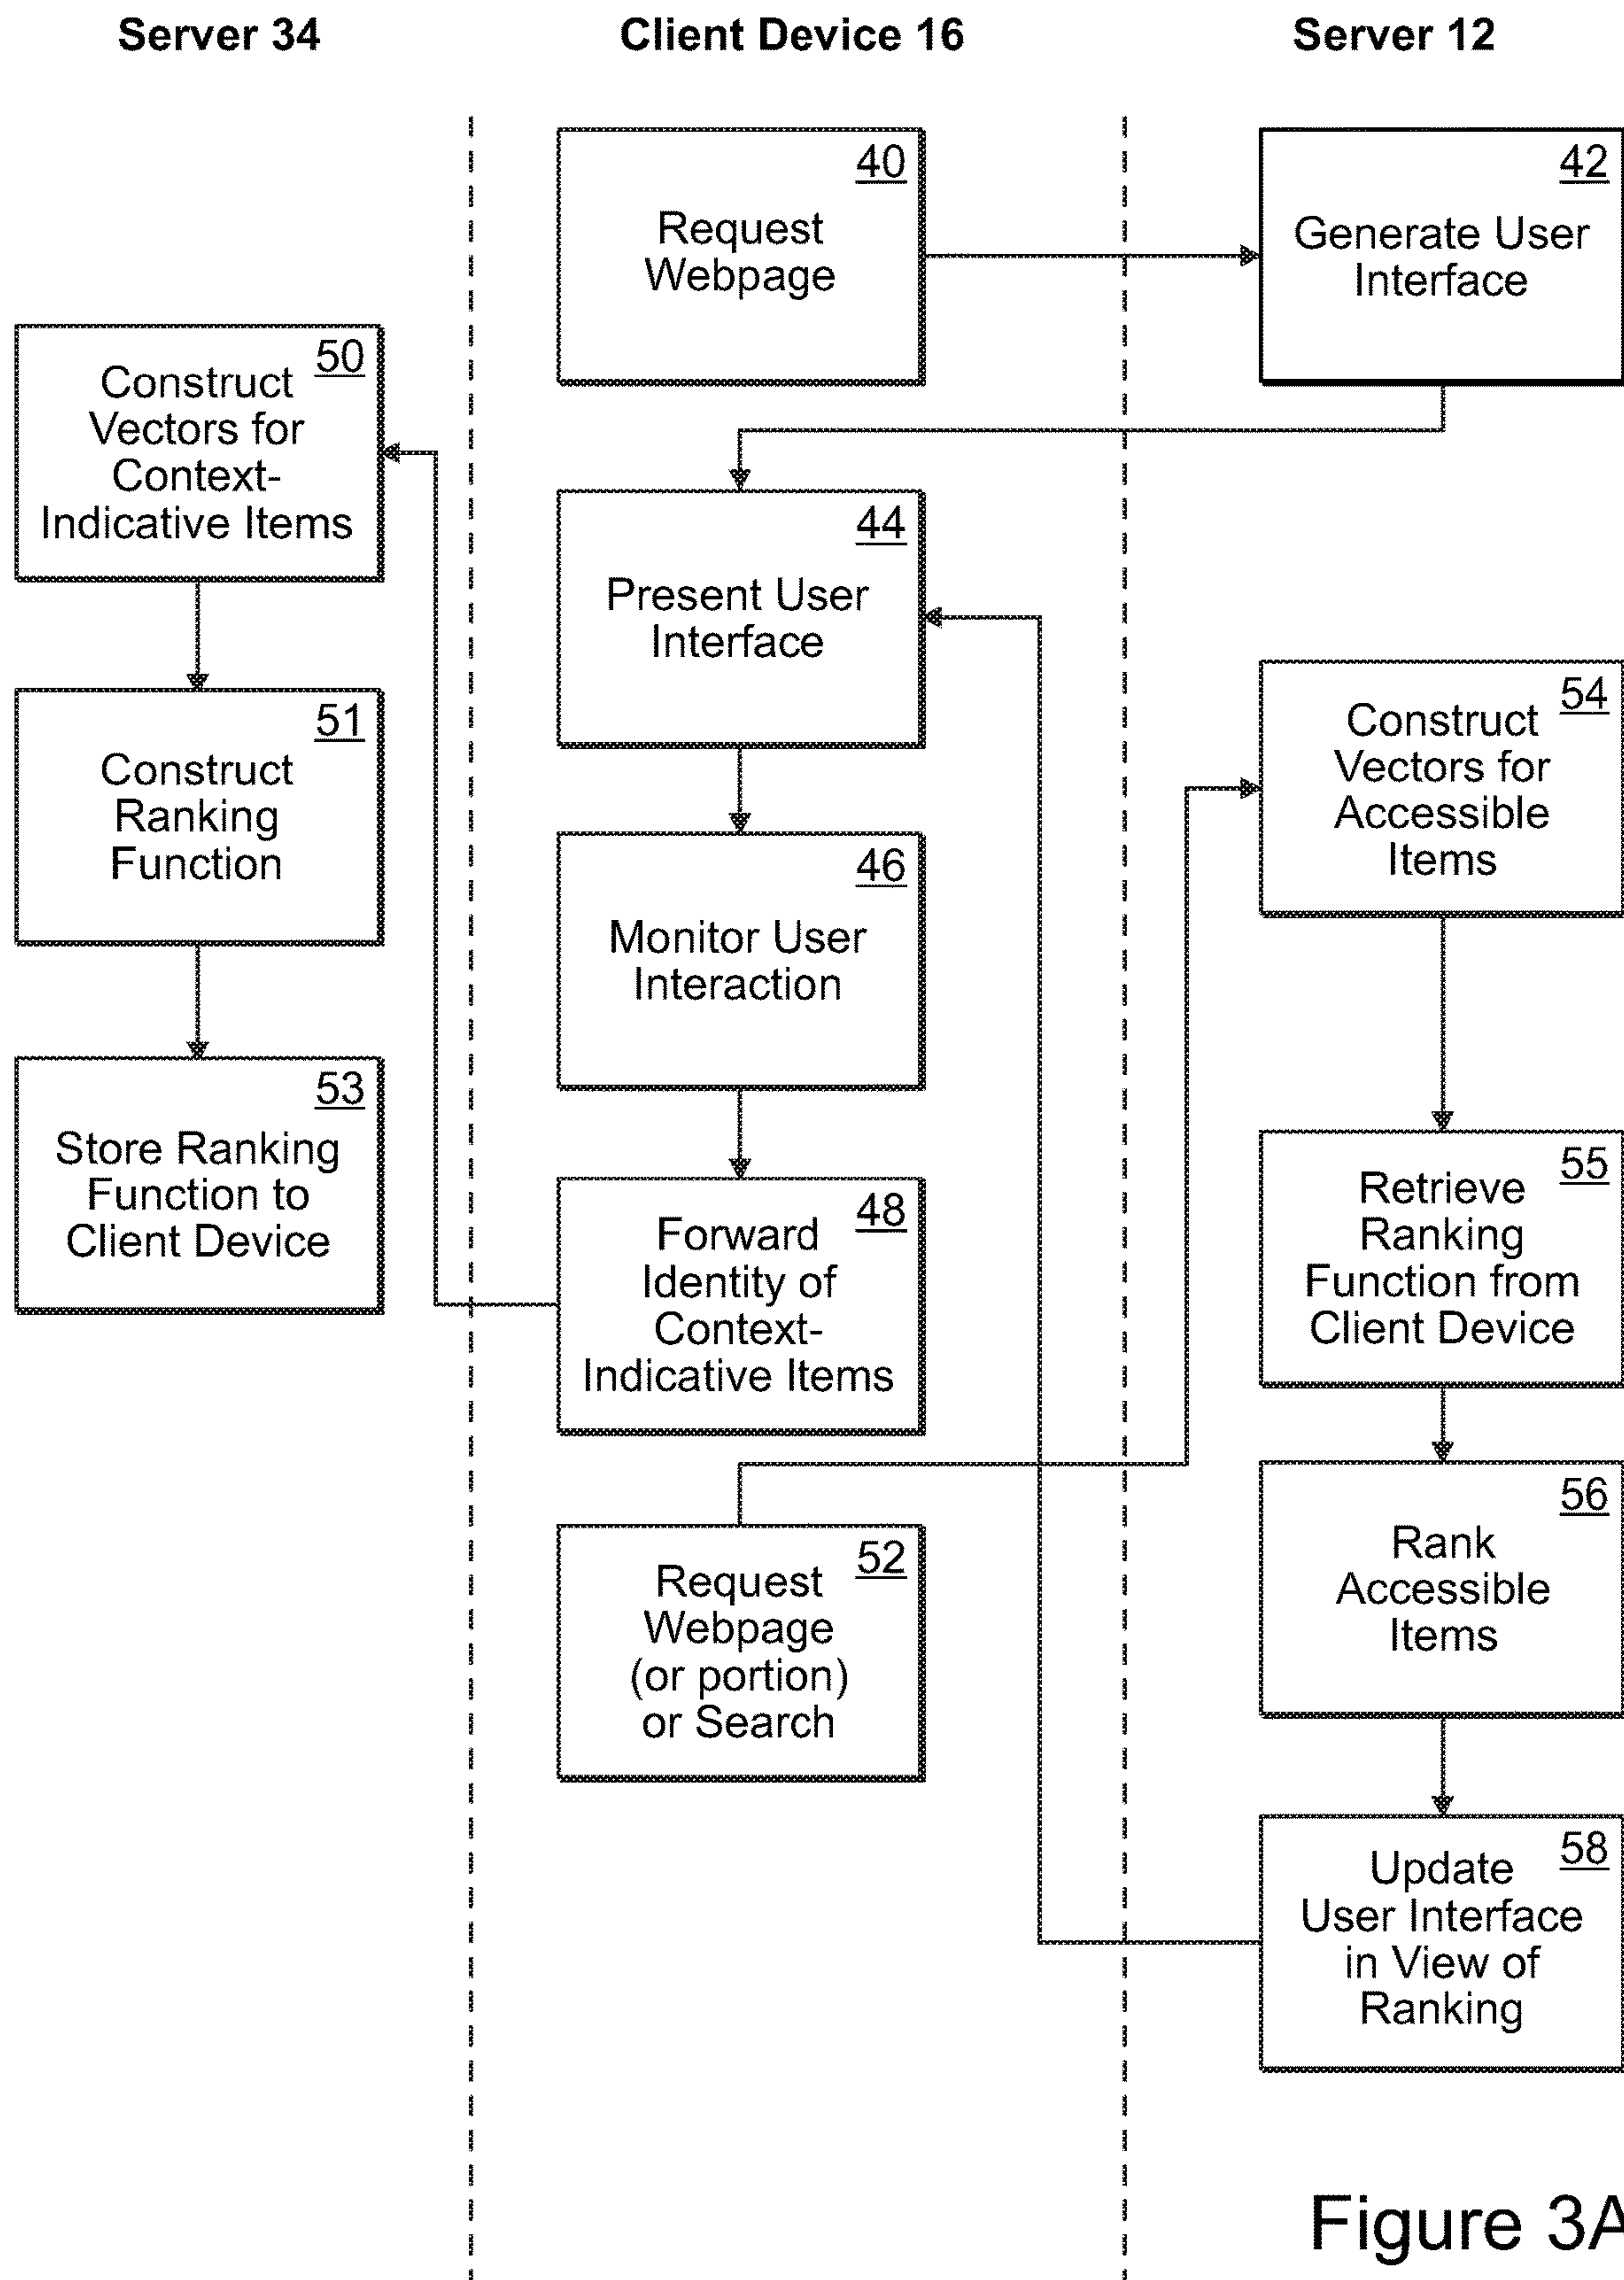 Server 34
Client Device 16
Server 12
40
Request
Webpage
42
Generate User
Interface
50
Construct
Vectors for
Context-
Indicative Items
44
Present User
Interface
54
Construct
Vectors for
Accessible
Items
51
Construct
Ranking
Function
46
Monitor User
Interaction
53
Store Ranking
Function to
Client Device
48
Forward
Identity of
Context-
Indicative Items
55
Retrieve
Ranking
Function from
Client Device
52
Request
Webpage
(or portion)
or Search
56
Rank
Accessible
Items
58
Update
User Interface
in View of
Ranking
Figure 3A